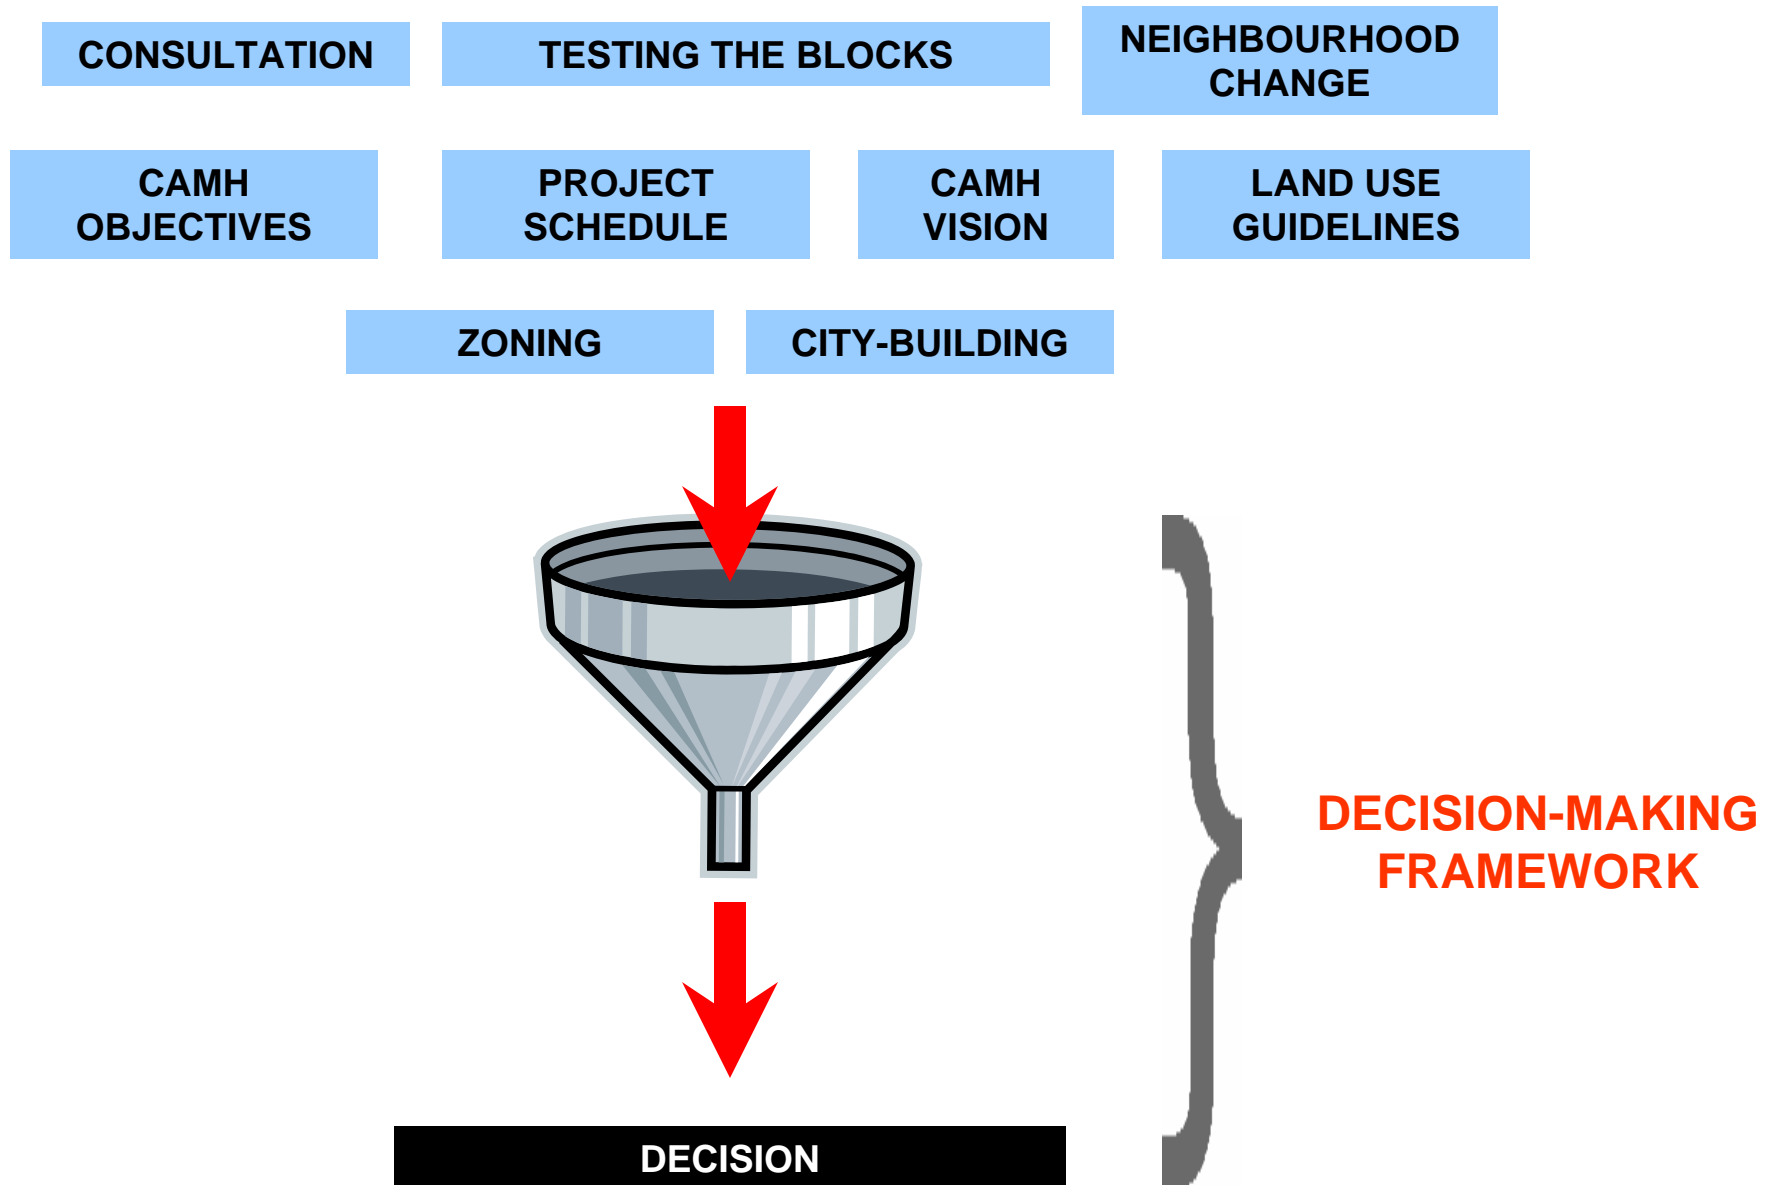 CONSULTATION
TESTING THE BLOCKS
NEIGHBOURHOOD
CHANGE
CAMH
OBJECTIVES
PROJECT
SCHEDULE
CAMH
VISION
LAND USE
GUIDELINES
ZONING
CITY-BUILDING
DECISION-MAKING
FRAMEWORK
DECISION